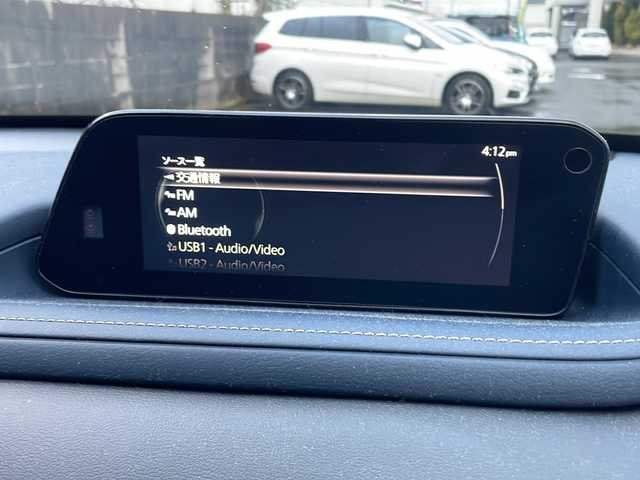 4:12pm
ソース一覧
交通情報
FM
AM
Bluetooth
USB1 - Audio/Video
USB2 - Audio/Video